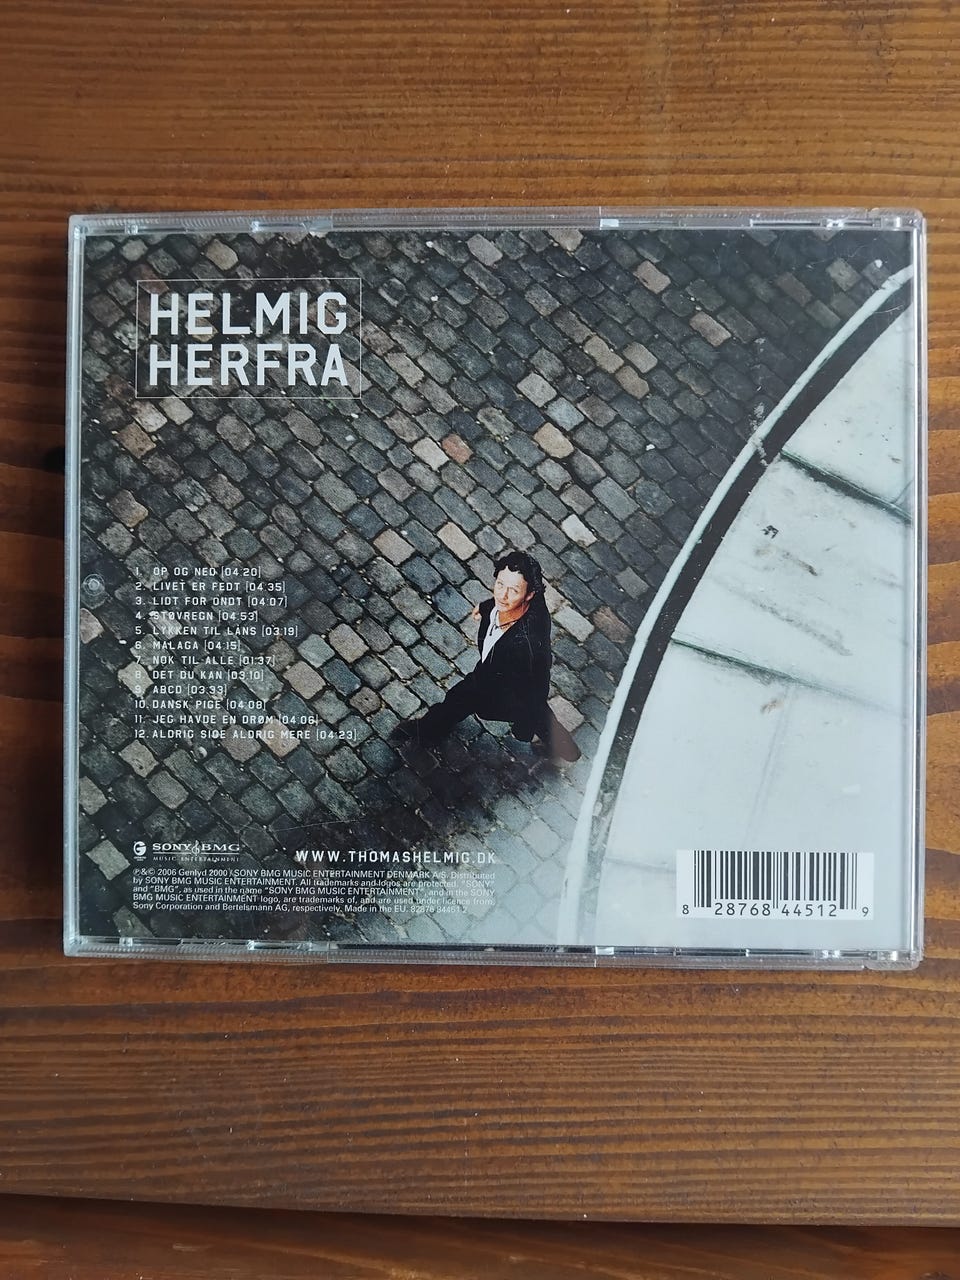 HELMIG
HERFRA
1. OP OG NED [04.20]
2. LIVET ER FEDT [04.35]
3. LIDT FOR ONDT [04.07]
4. STØVREGN [04.53]
5. LYKKEN TIL LÅNS [03.19]
6. MALAGA [04.15]
7. NOK TIL ALLE [01.37]
8. DET DU KAN [03.10]
9. ABCD [03.33]
10. DANSK PIGE [04.08]
11. JEG HAVDE EN DRØM [04.06]
12. ALDRIG SIGE ALDRIG MERE [04.23]
SONY BMG
MUSIC ENTERTAINMENT
WWW.THOMASHELMIG.DK
℗&© 2006 Genlyd 2000 / SONY BMG MUSIC ENTERTAINMENT DENMARK A/S. Distributed
by SONY BMG MUSIC ENTERTAINMENT. All trademarks and logos are protected. "SONY"
and "BMG", as used in the name "SONY BMG MUSIC ENTERTAINMENT", and in the SONY
BMG MUSIC ENTERTAINMENT logo, are trademarks of, and are used under licence from,
Sony Corporation and Bertelsmann AG, respectively. Made in the EU. 82876 84451 2
8 28768 44512 9